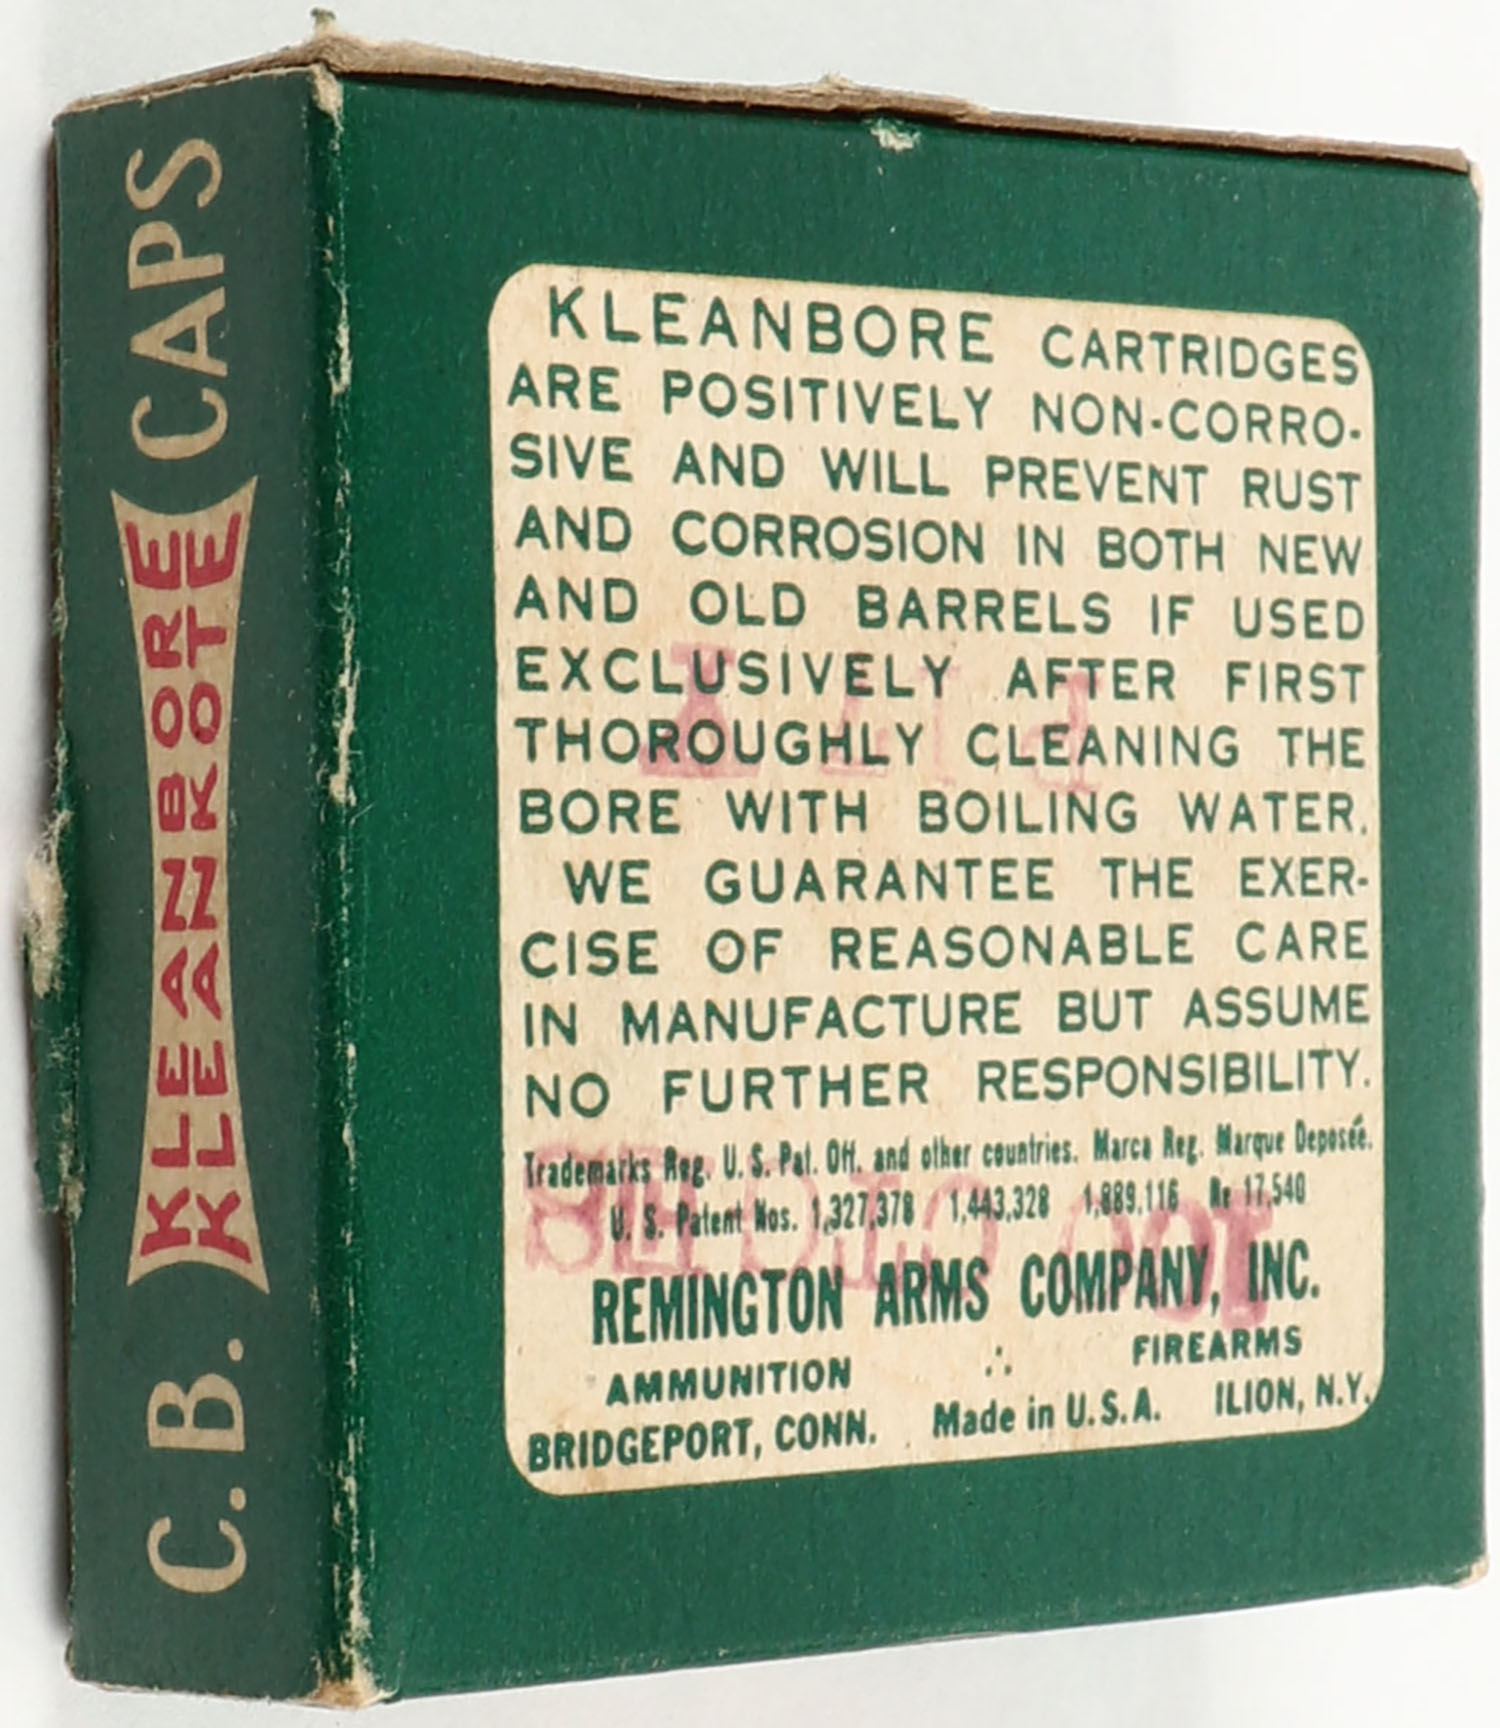 C.B. KLEANBORE CAPS
KLEANKOTE
KLEANBORE CARTRIDGES
ARE POSITIVELY NON-CORRO-
SIVE AND WILL PREVENT RUST
AND CORROSION IN BOTH NEW
AND OLD BARRELS IF USED
EXCLUSIVELY AFTER FIRST
THOROUGHLY CLEANING THE
BORE WITH BOILING WATER.
WE GUARANTEE THE EXER-
CISE OF REASONABLE CARE
IN MANUFACTURE BUT ASSUME
NO FURTHER RESPONSIBILITY.
Trademarks Reg. U. S. Pat. Off. and other countries. Marca Reg. Marque Deposée.
U. S. Patent Nos. 1,327,378 1,443,328 1,889,116 Re 17,540
REMINGTON ARMS COMPANY, INC.
AMMUNITION ∴ FIREARMS
BRIDGEPORT, CONN. Made in U.S.A. ILION, N.Y.